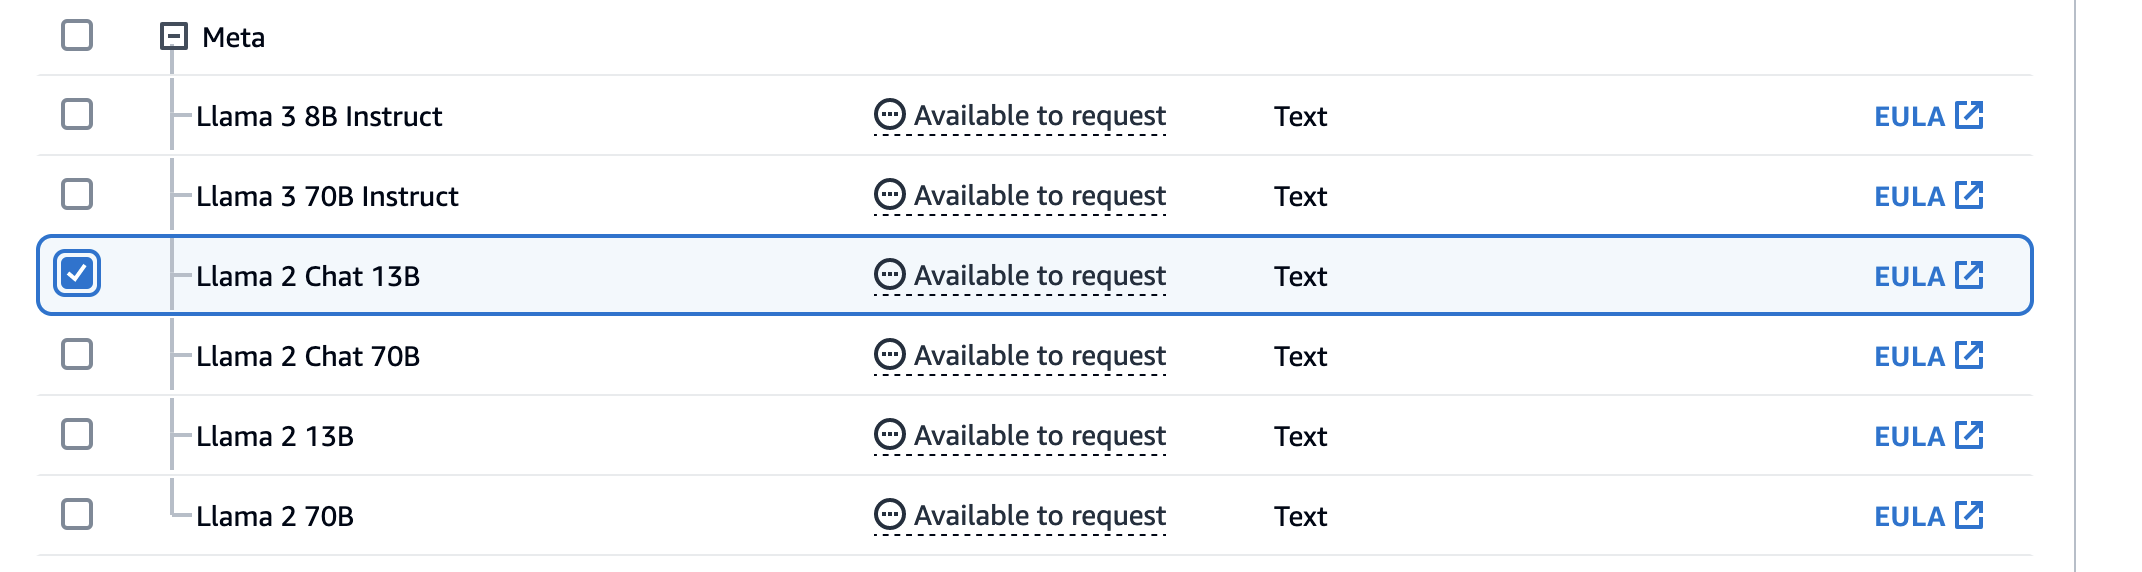 Meta
Llama 3 8B Instruct Available to request Text EULA
Llama 3 70B Instruct Available to request Text EULA
Llama 2 Chat 13B Available to request Text EULA
Llama 2 Chat 70B Available to request Text EULA
Llama 2 13B Available to request Text EULA
Llama 2 70B Available to request Text EULA